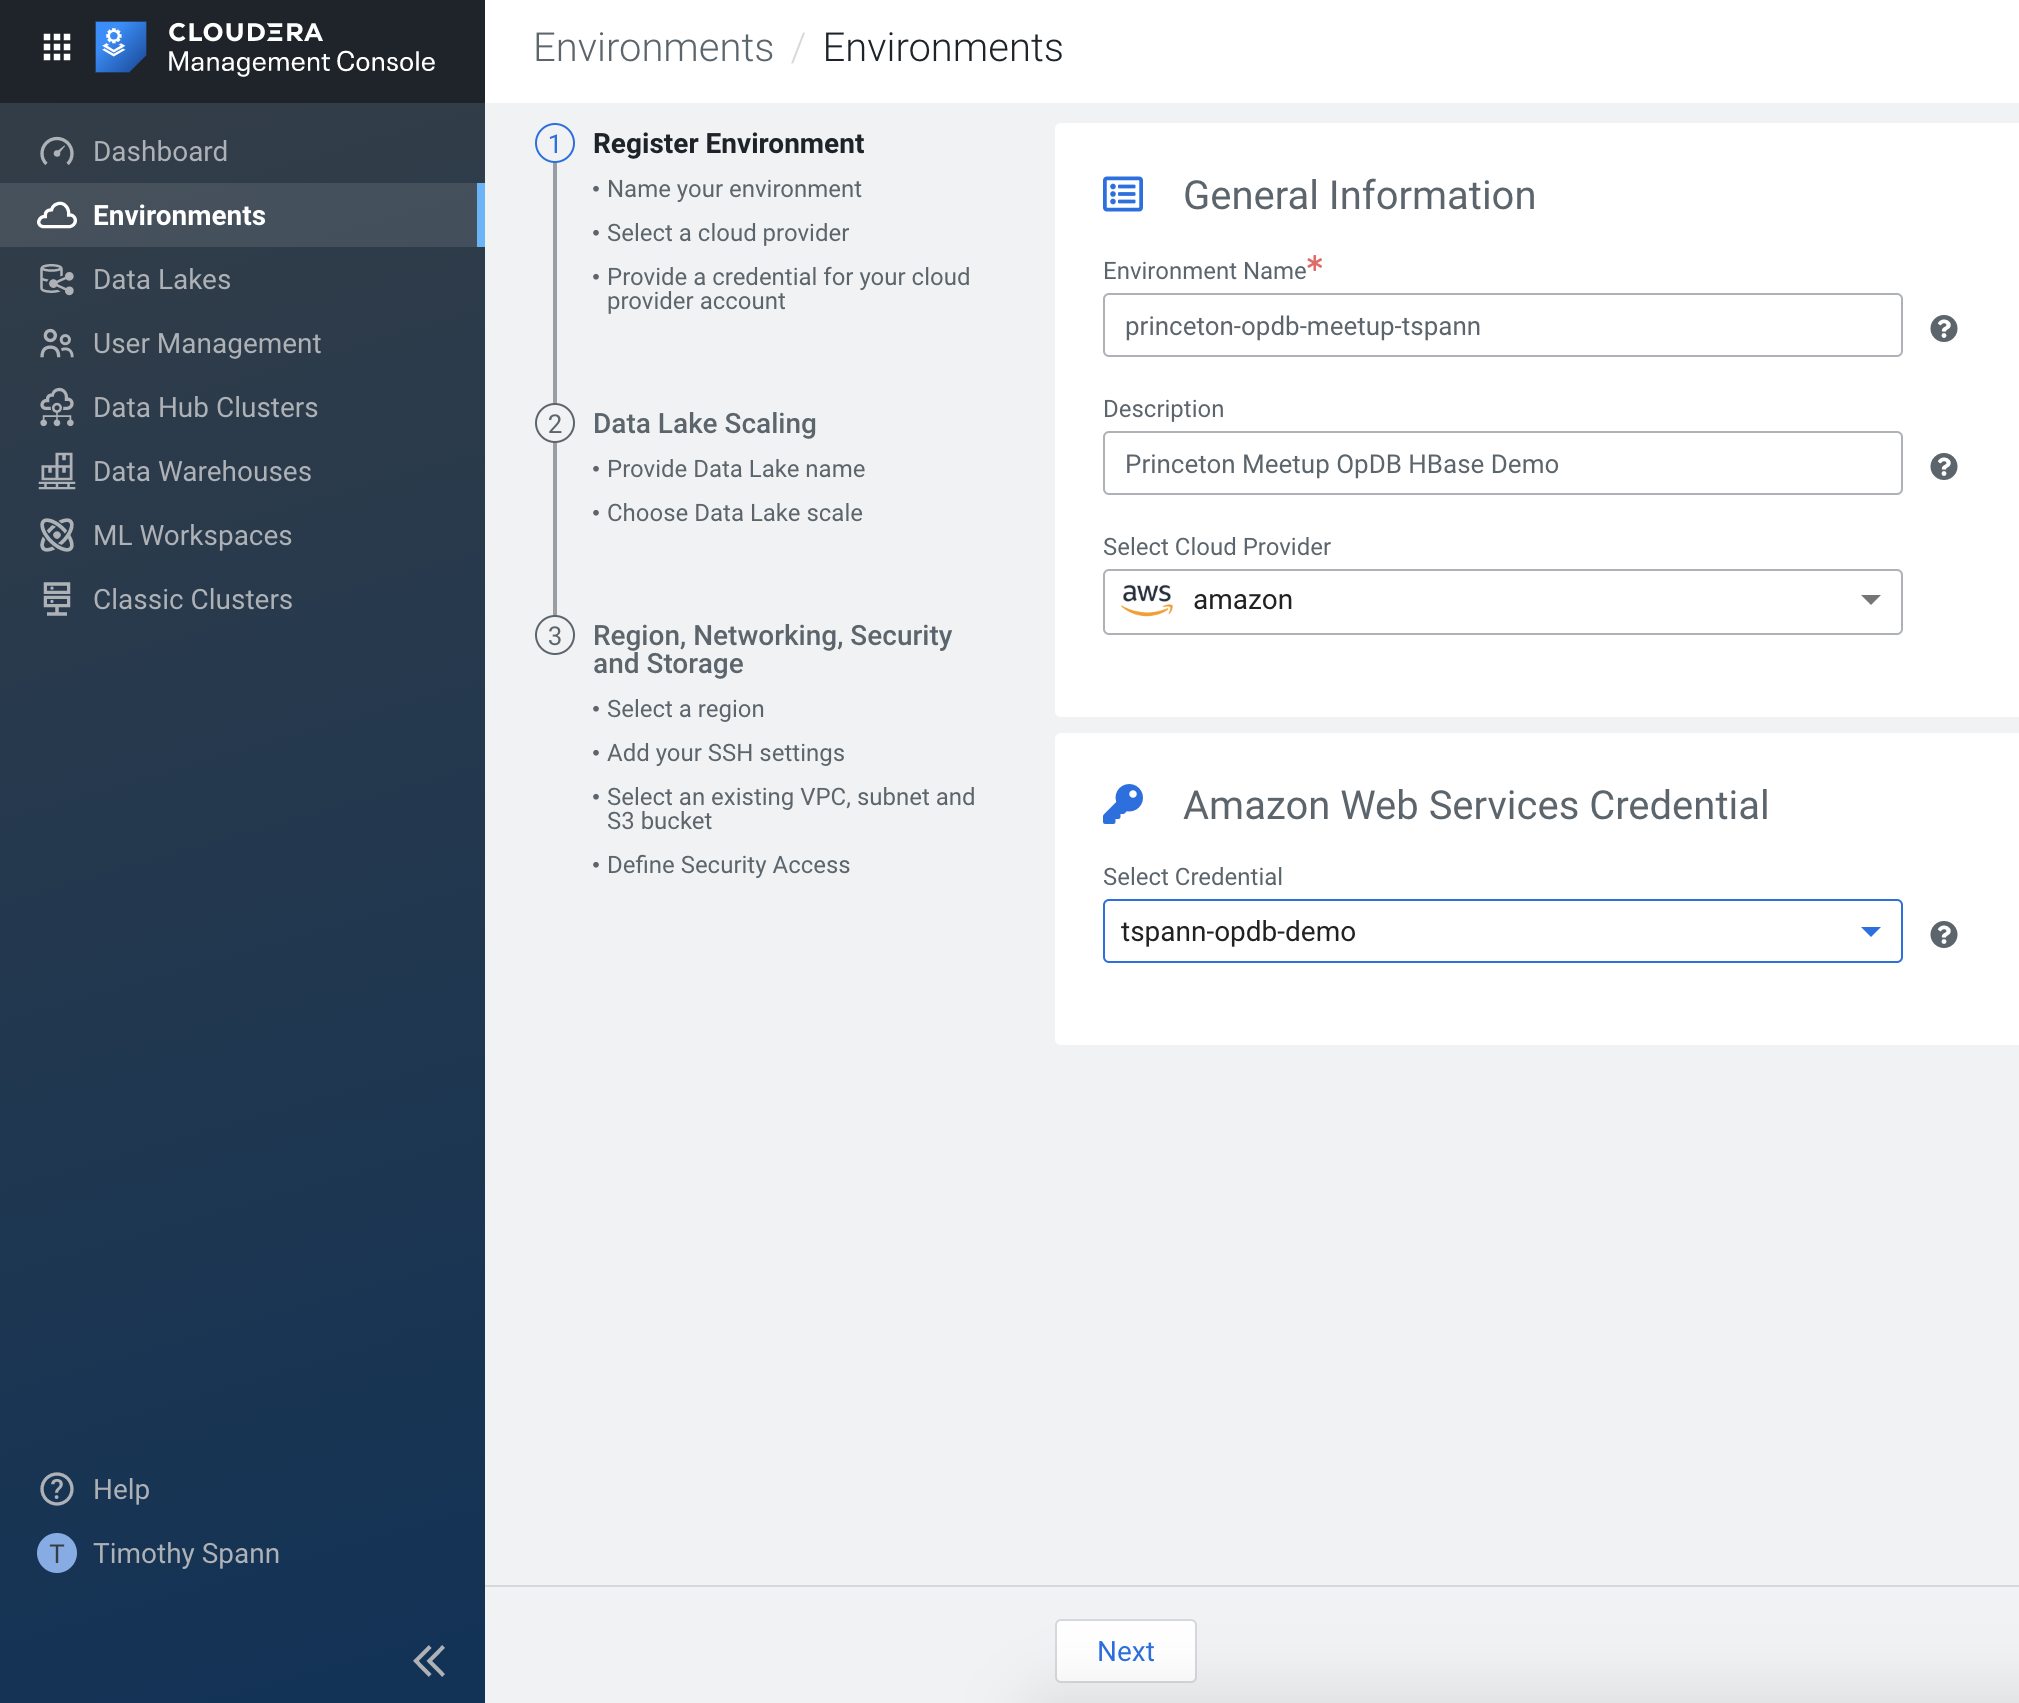 CLOUDERA
Management Console
Dashboard
Environments
Data Lakes
User Management
Data Hub Clusters
Data Warehouses
ML Workspaces
Classic Clusters
Help
T Timothy Spann
Environments / Environments
1 Register Environment
• Name your environment
• Select a cloud provider
• Provide a credential for your cloud
provider account
2 Data Lake Scaling
• Provide Data Lake name
• Choose Data Lake scale
3 Region, Networking, Security
and Storage
• Select a region
• Add your SSH settings
• Select an existing VPC, subnet and
S3 bucket
• Define Security Access
General Information
Environment Name*
princeton-opdb-meetup-tspann
Description
Princeton Meetup OpDB HBase Demo
Select Cloud Provider
aws amazon
Amazon Web Services Credential
Select Credential
tspann-opdb-demo
Next